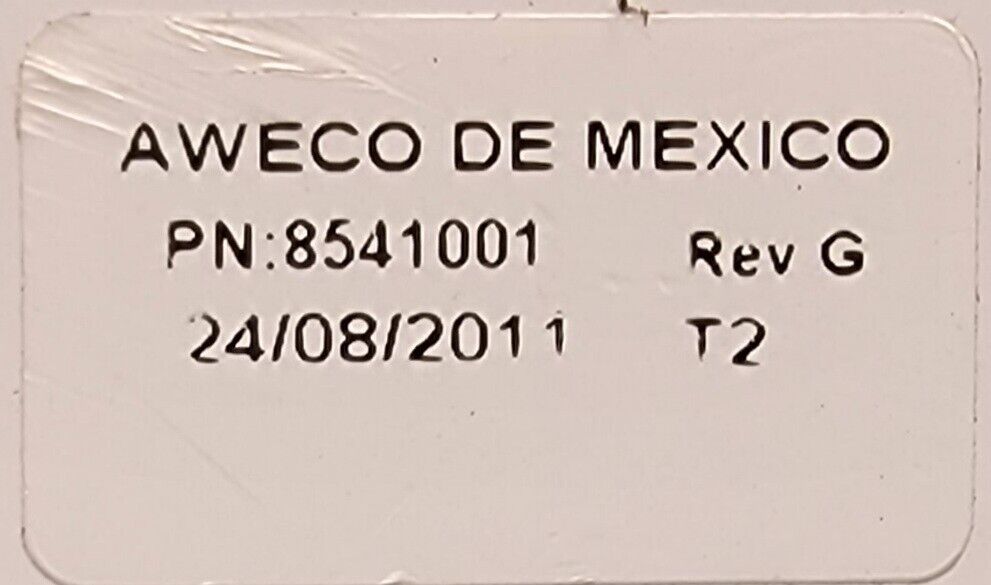 AWECO DE MEXICO
PN:8541001 Rev G
24/08/2011 T2